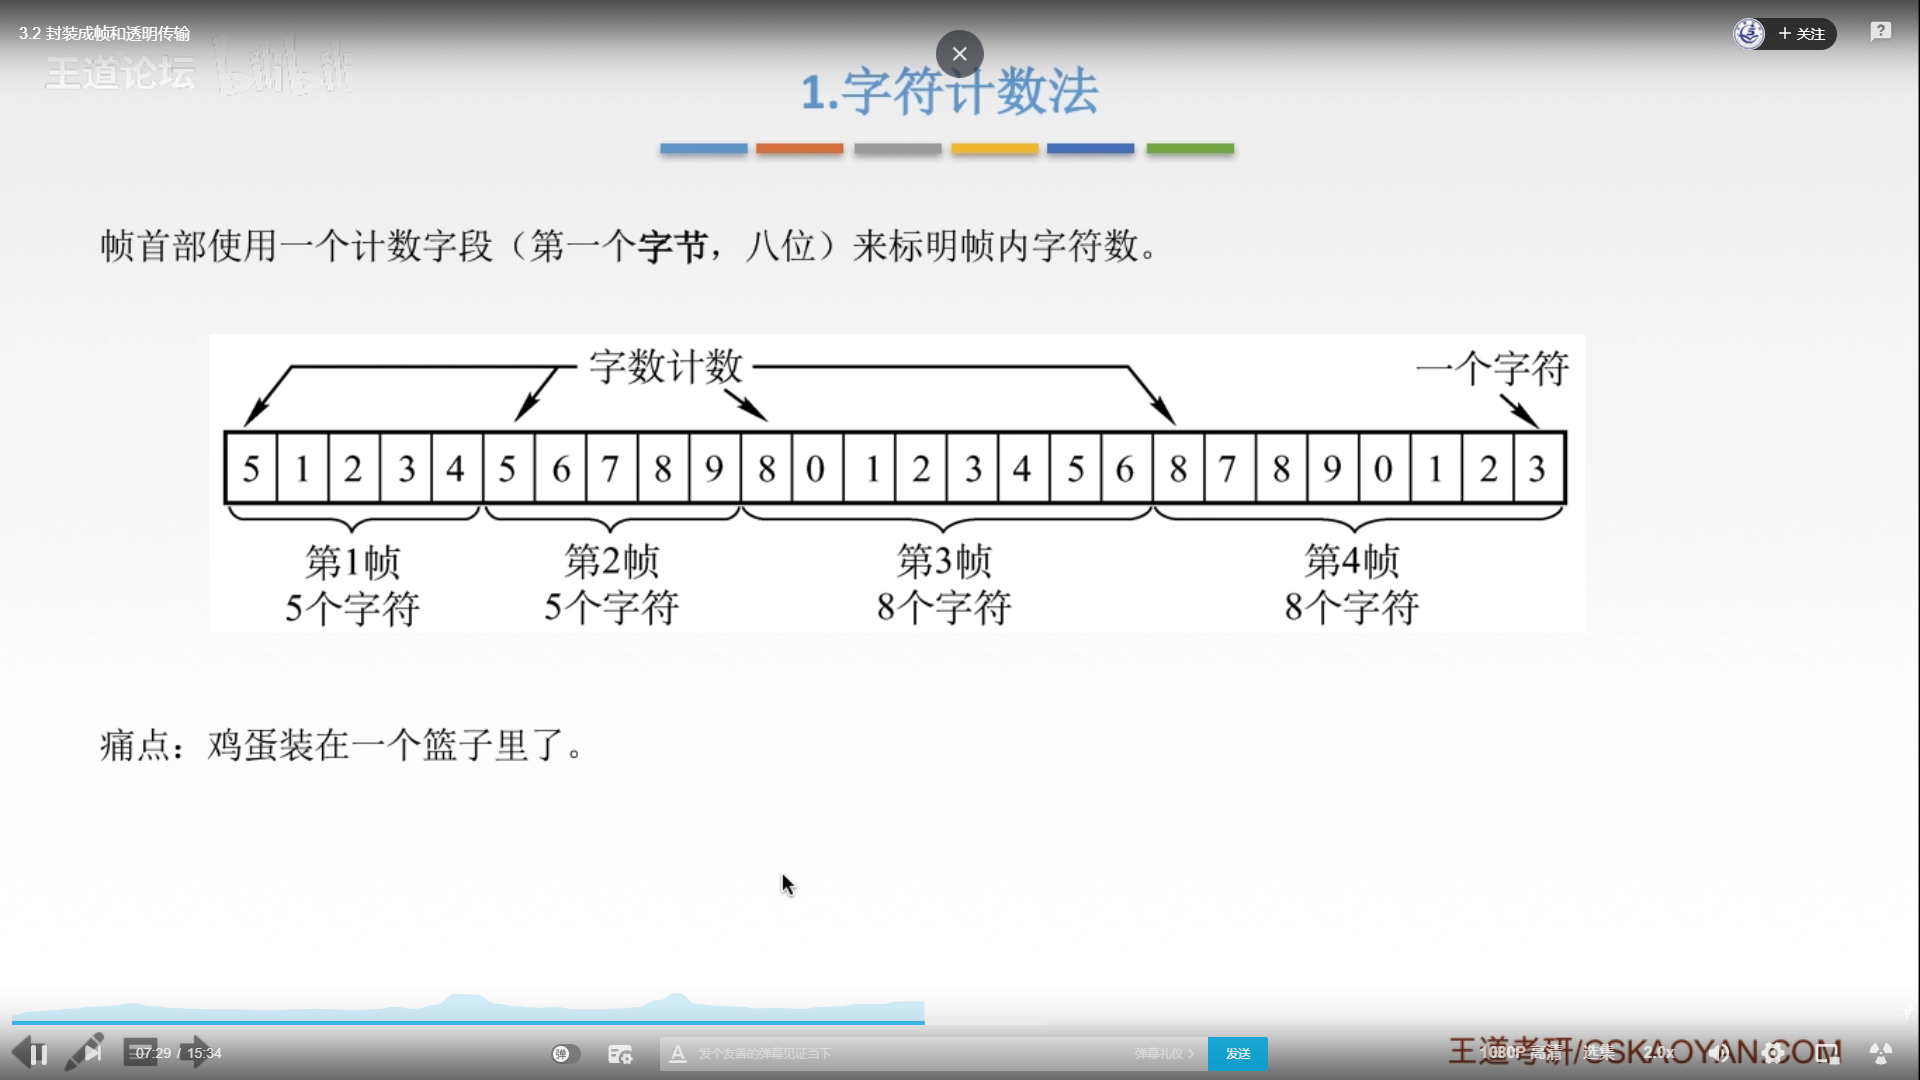 3.2 封装成帧和透明传输
+ 关注
王道论坛 bilibili
1.字符计数法
帧首部使用一个计数字段（第一个字节，八位）来标明帧内字符数。
字数计数
一个字符
5 1 2 3 4 5 6 7 8 9 8 0 1 2 3 4 5 6 8 7 8 9 0 1 2 3
第1帧 第2帧 第3帧 第4帧
5个字符 5个字符 8个字符 8个字符
痛点：鸡蛋装在一个篮子里了。
07:29 / 15:34
弹
发个友善的弹幕见证当下
弹幕礼仪 >
发送
1080P 高清 选集 2.0x
王道考研/CSKAOYAN.COM